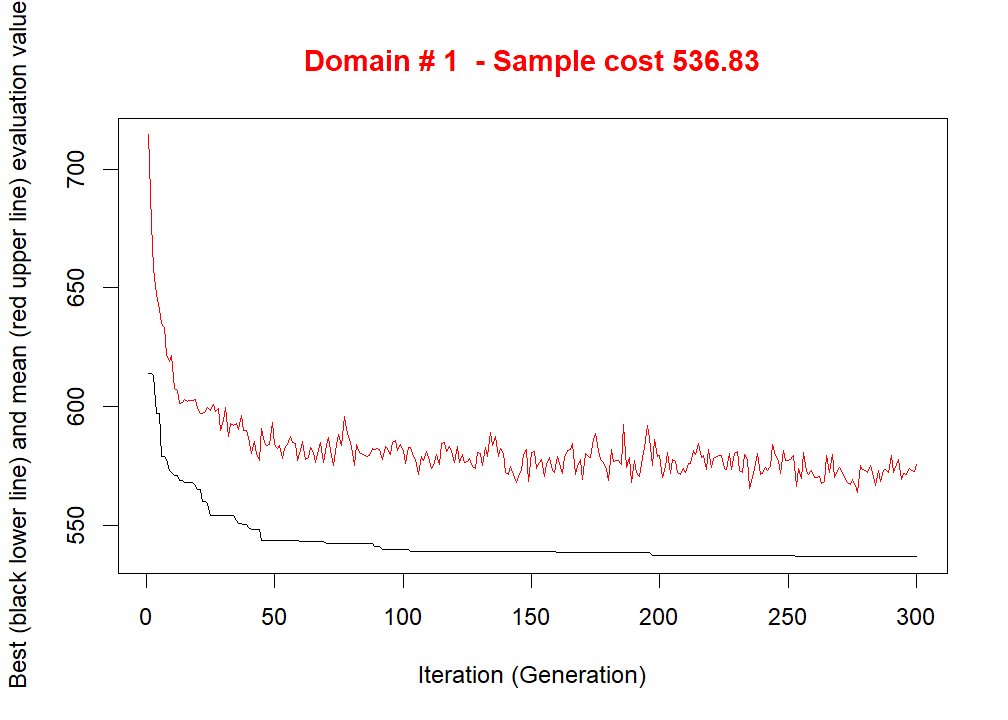 Domain # 1  - Sample cost 536.83
Best (black lower line) and mean (red upper line) evaluation value
700
650
600
550
0 50 100 150 200 250 300
Iteration (Generation)